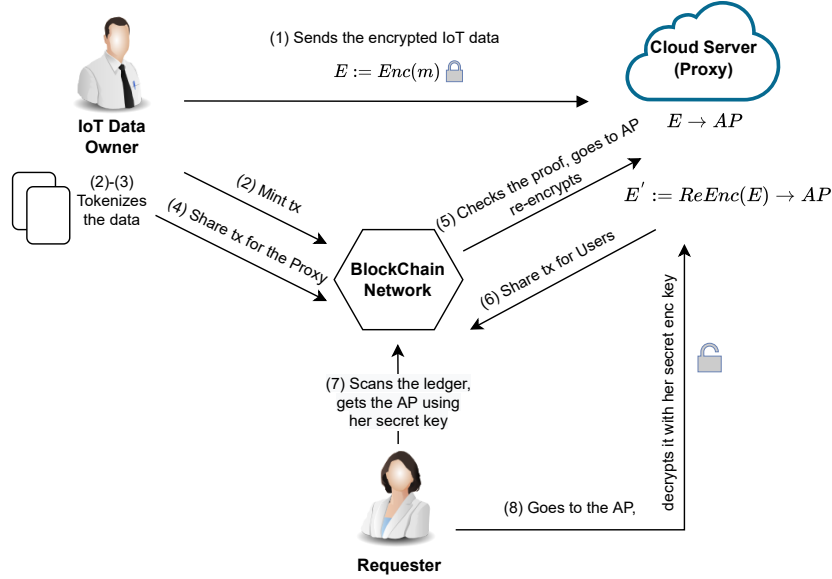 (1) Sends the encrypted IoT data
E := Enc(m)
Cloud Server
(Proxy)
E → AP
E' := ReEnc(E) → AP
IoT Data
Owner
(2)-(3)
Tokenizes
the data
(2) Mint tx
(4) Share tx for the Proxy
(5) Checks the proof, goes to AP
re-encrypts
BlockChain
Network
(6) Share tx for Users
(7) Scans the ledger,
gets the AP using
her secret key
Requester
(8) Goes to the AP,
decrypts it with her secret enc key